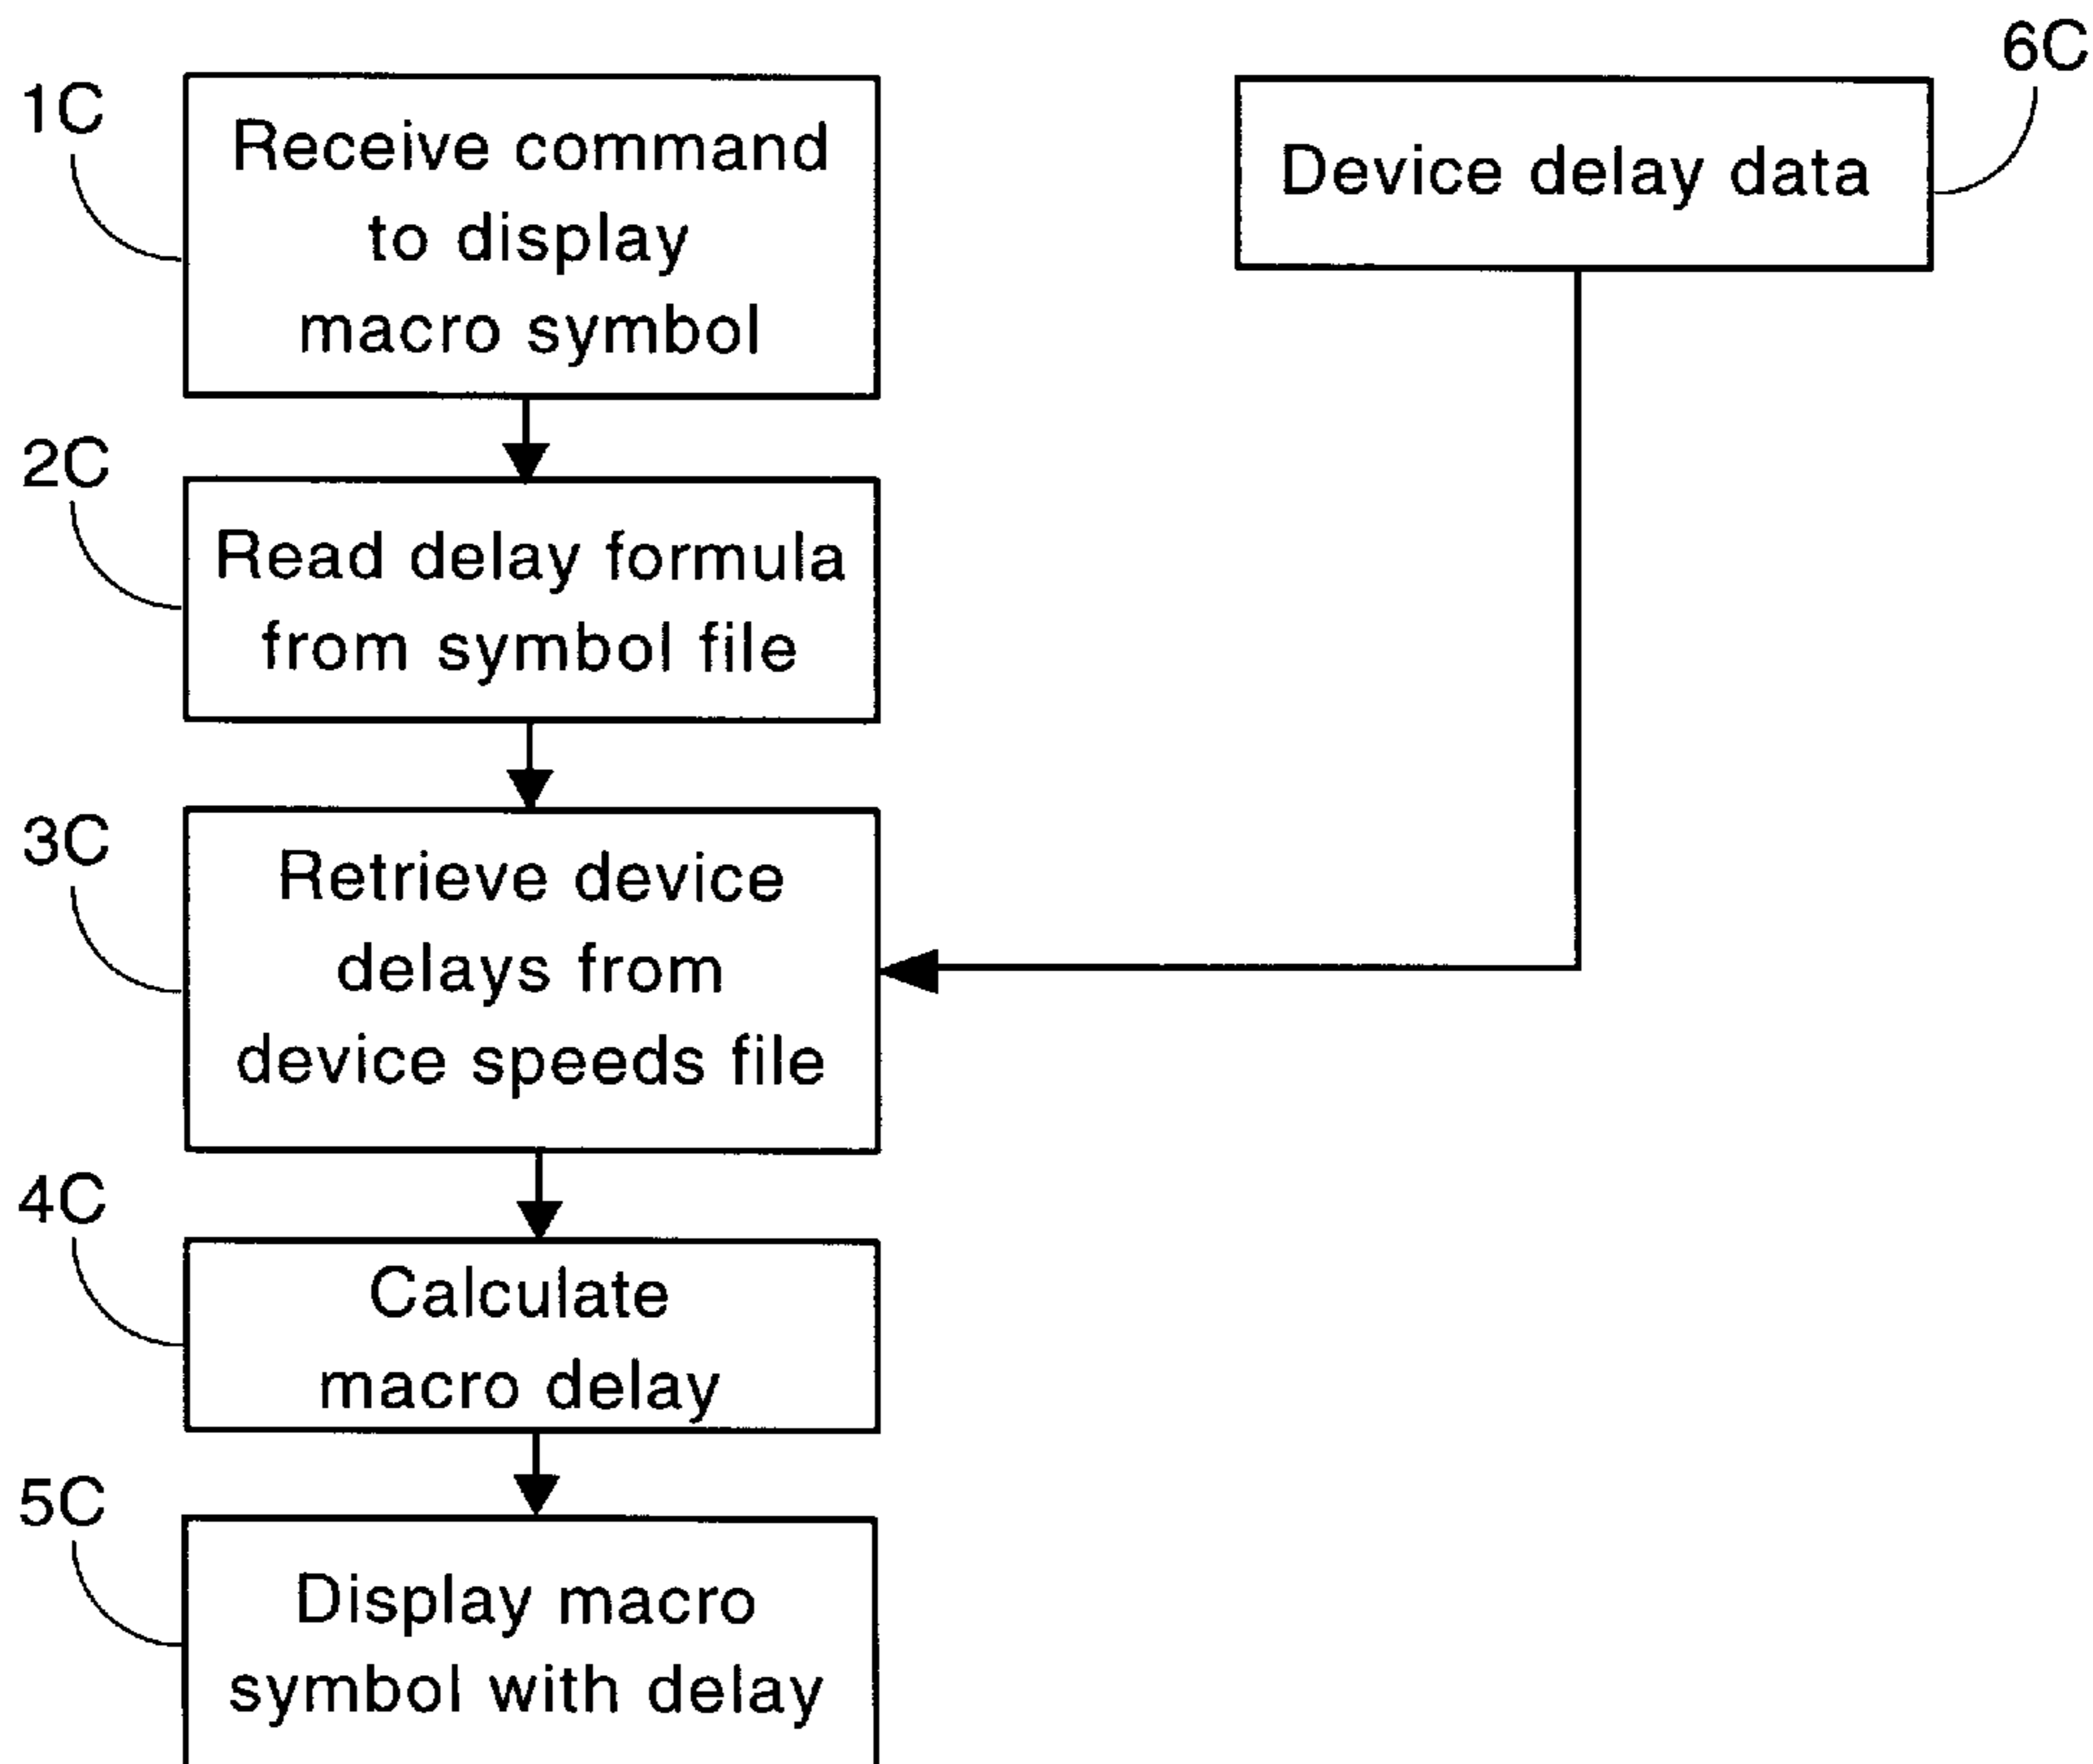 1C
Receive command
to display
macro symbol
6C
Device delay data
2C
Read delay formula
from symbol file
3C
Retrieve device
delays from
device speeds file
4C
Calculate
macro delay
5C
Display macro
symbol with delay